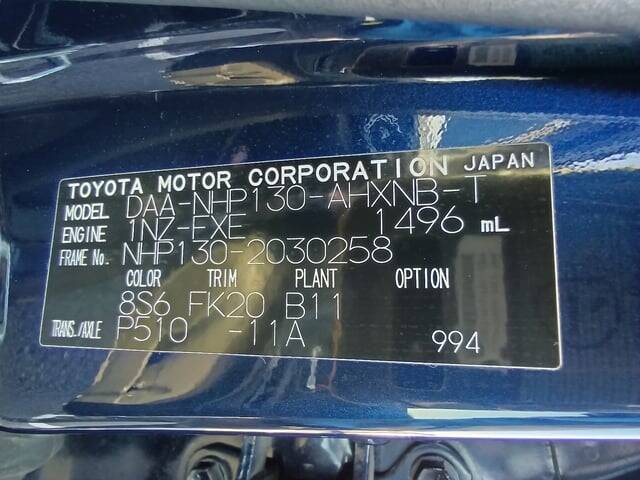 TOYOTA MOTOR CORPORATION JAPAN
MODEL DAA-NHP130-AHXNB-T
ENGINE 1NZ-FXE 1496 mL
FRAME No. NHP130-2030258
COLOR TRIM PLANT OPTION
8S6 FK20 B11
TRANS./AXLE P510 -11A 994